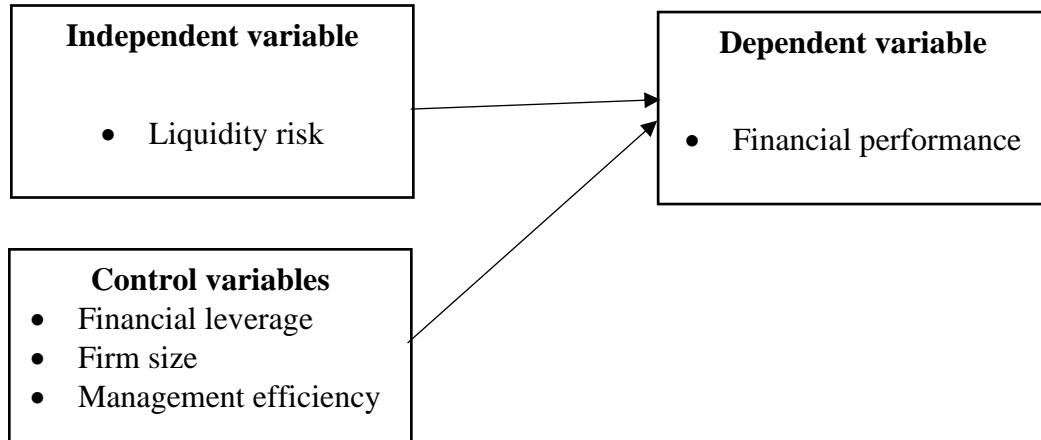 Independent variable
• Liquidity risk
Dependent variable
• Financial performance
Control variables
• Financial leverage
• Firm size
• Management efficiency